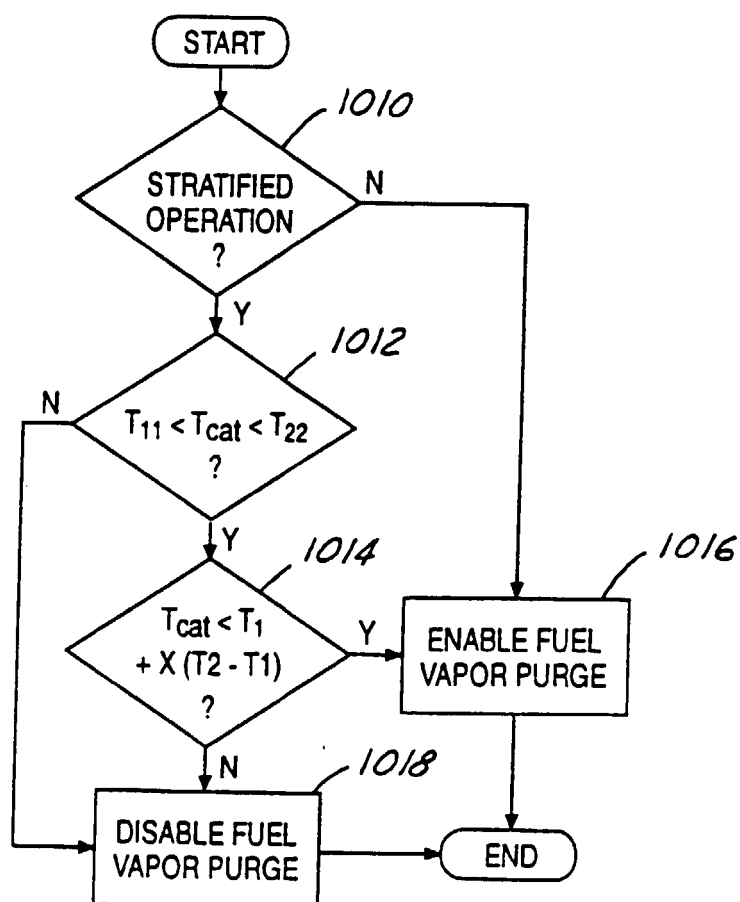 START
1010
STRATIFIED
OPERATION
?
N
Y
1012
N
T11 < Tcat < T22
?
Y
1014
1016
Tcat < T1
+ X (T2 - T1)
?
Y
ENABLE FUEL
VAPOR PURGE
N
1018
DISABLE FUEL
VAPOR PURGE
END